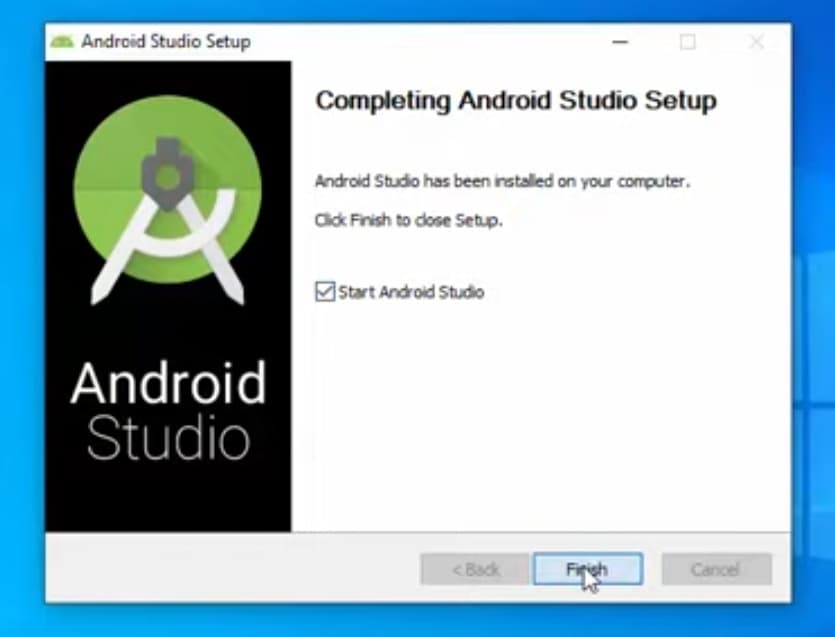 Android Studio Setup
Completing Android Studio Setup
Android Studio has been installed on your computer.
Click Finish to close Setup.
Start Android Studio
Android
Studio
< Back
Finish
Cancel